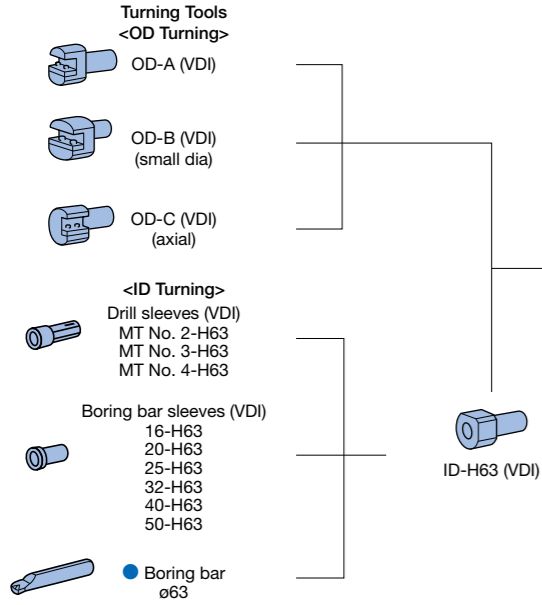 Turning Tools
<OD Turning>
OD-A (VDI)
OD-B (VDI)
(small dia)
OD-C (VDI)
(axial)
<ID Turning>
Drill sleeves (VDI)
MT No. 2-H63
MT No. 3-H63
MT No. 4-H63
Boring bar sleeves (VDI)
16-H63
20-H63
25-H63
32-H63
40-H63
50-H63
ID-H63 (VDI)
Boring bar
ø63